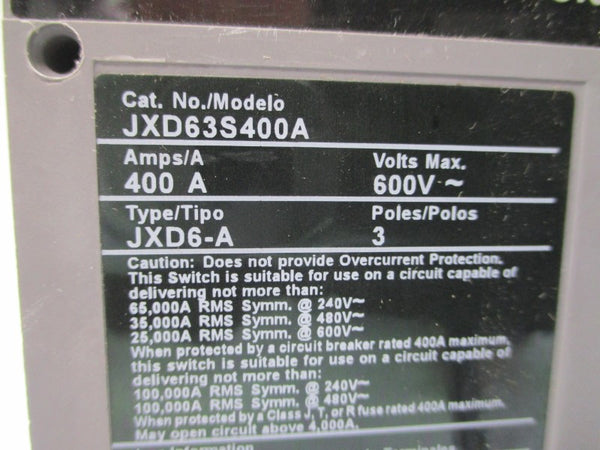 Cat. No./Modelo
JXD63S400A
Amps/A Volts Max.
400 A 600V ~
Type/Tipo Poles/Polos
JXD6-A 3
Caution: Does not provide Overcurrent Protection.
This Switch is suitable for use on a circuit capable of
delivering not more than:
65,000A RMS Symm. @ 240V~
35,000A RMS Symm. @ 480V~
25,000A RMS Symm. @ 600V~
When protected by a circuit breaker rated 400A maximum,
this switch is suitable for use on a circuit capable of
delivering not more than:
100,000A RMS Symm. @ 240V~
100,000A RMS Symm. @ 480V~
When protected by a Class J, T, or R fuse rated 400A maximum.
May open circuit above 4,000A.